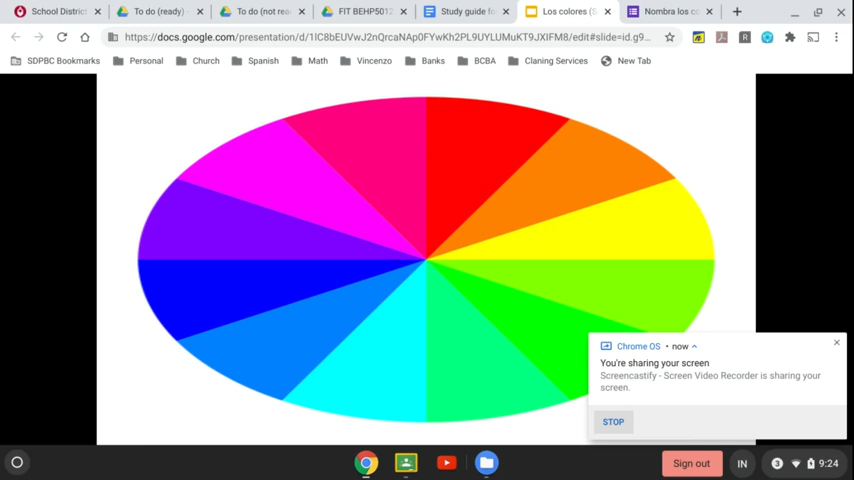 School District
To do (ready) -
To do (not rea
FIT BEHP5012
Study guide fo
Los colores (S
Nombra los co
https://docs.google.com/presentation/d/1IC8bEUVwJ2nQrcaNAp0FYwKh2PL9UYLUMuKT9JXIFM8/edit#slide=id.g9...
SDPBC Bookmarks Personal Church Spanish Math Vincenzo Banks BCBA Claning Services New Tab
Chrome OS • now
You're sharing your screen
Screencastify - Screen Video Recorder is sharing your
screen.
STOP
Sign out
IN
3
9:24